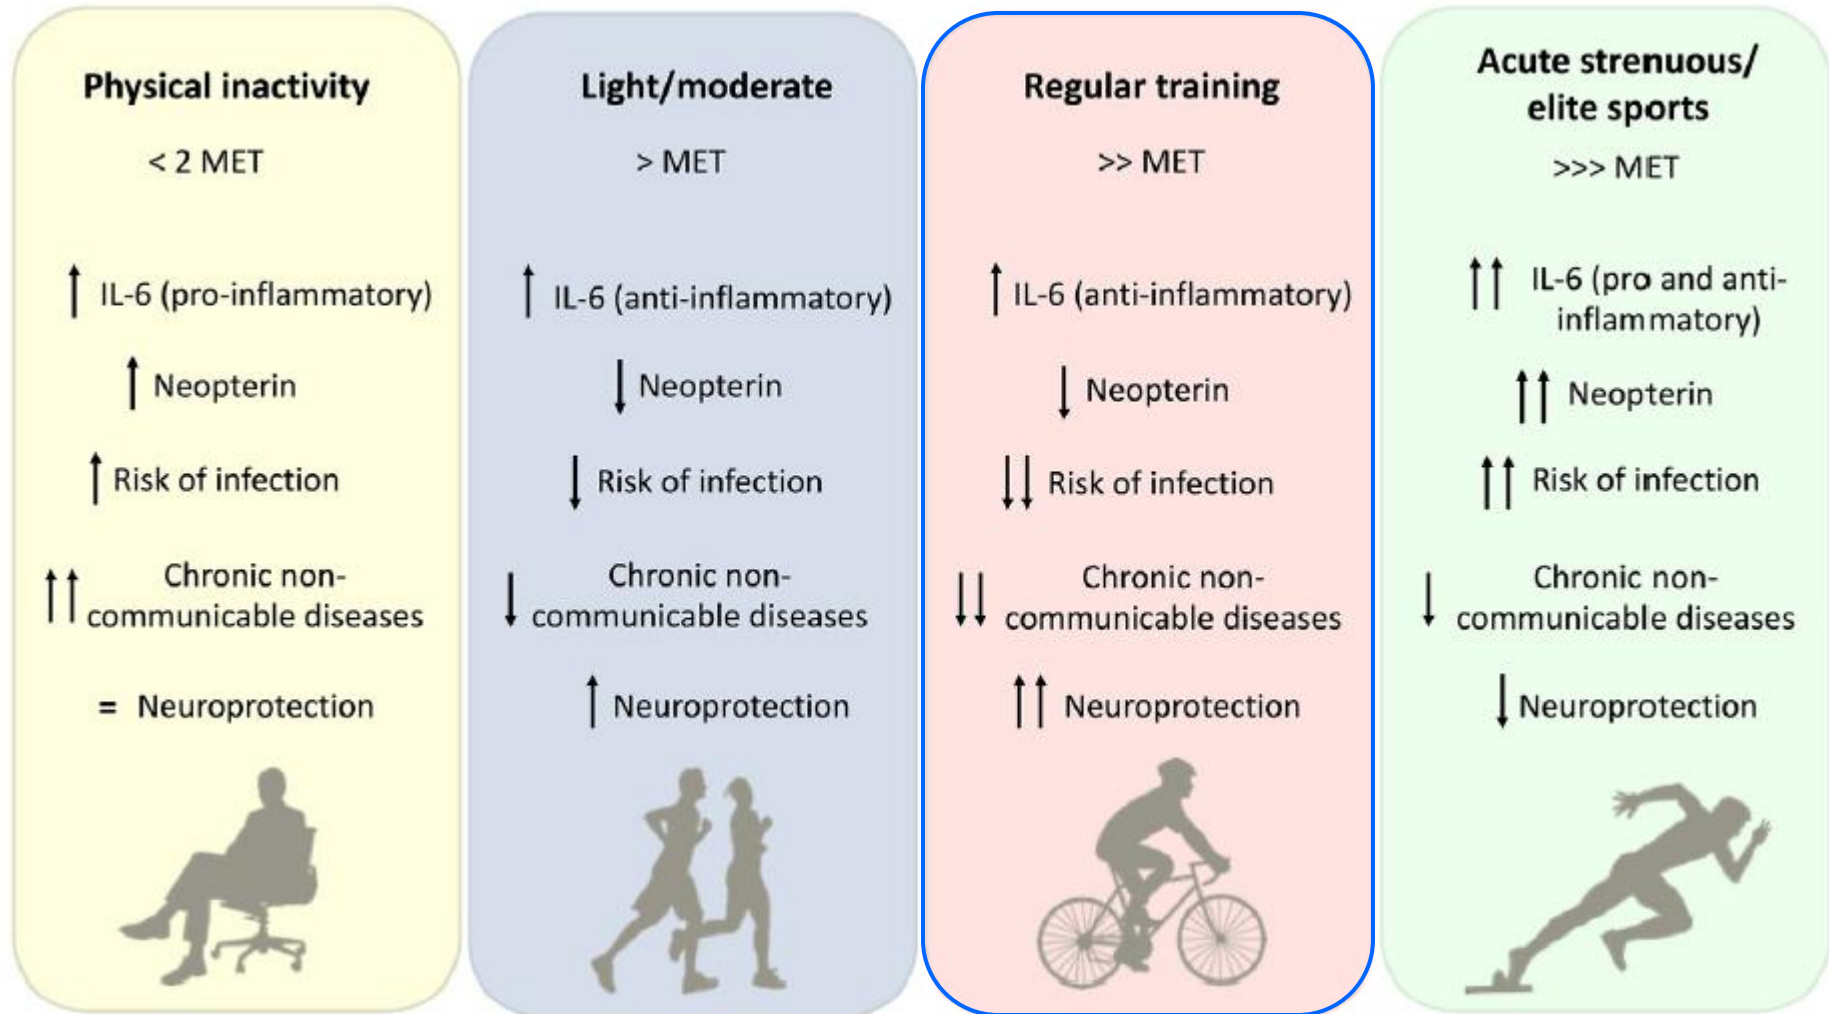 Physical inactivity
< 2 MET
↑ IL-6 (pro-inflammatory)
↑ Neopterin
↑ Risk of infection
↑↑ Chronic non-
communicable diseases
= Neuroprotection
Light/moderate
> MET
↑ IL-6 (anti-inflammatory)
↓ Neopterin
↓ Risk of infection
↓ Chronic non-
communicable diseases
↑ Neuroprotection
Regular training
>> MET
↑ IL-6 (anti-inflammatory)
↓ Neopterin
↓↓ Risk of infection
↓↓ Chronic non-
communicable diseases
↑↑ Neuroprotection
Acute strenuous/
elite sports
>>> MET
↑↑ IL-6 (pro and anti-
inflammatory)
↑↑ Neopterin
↑↑ Risk of infection
↓ Chronic non-
communicable diseases
↓ Neuroprotection